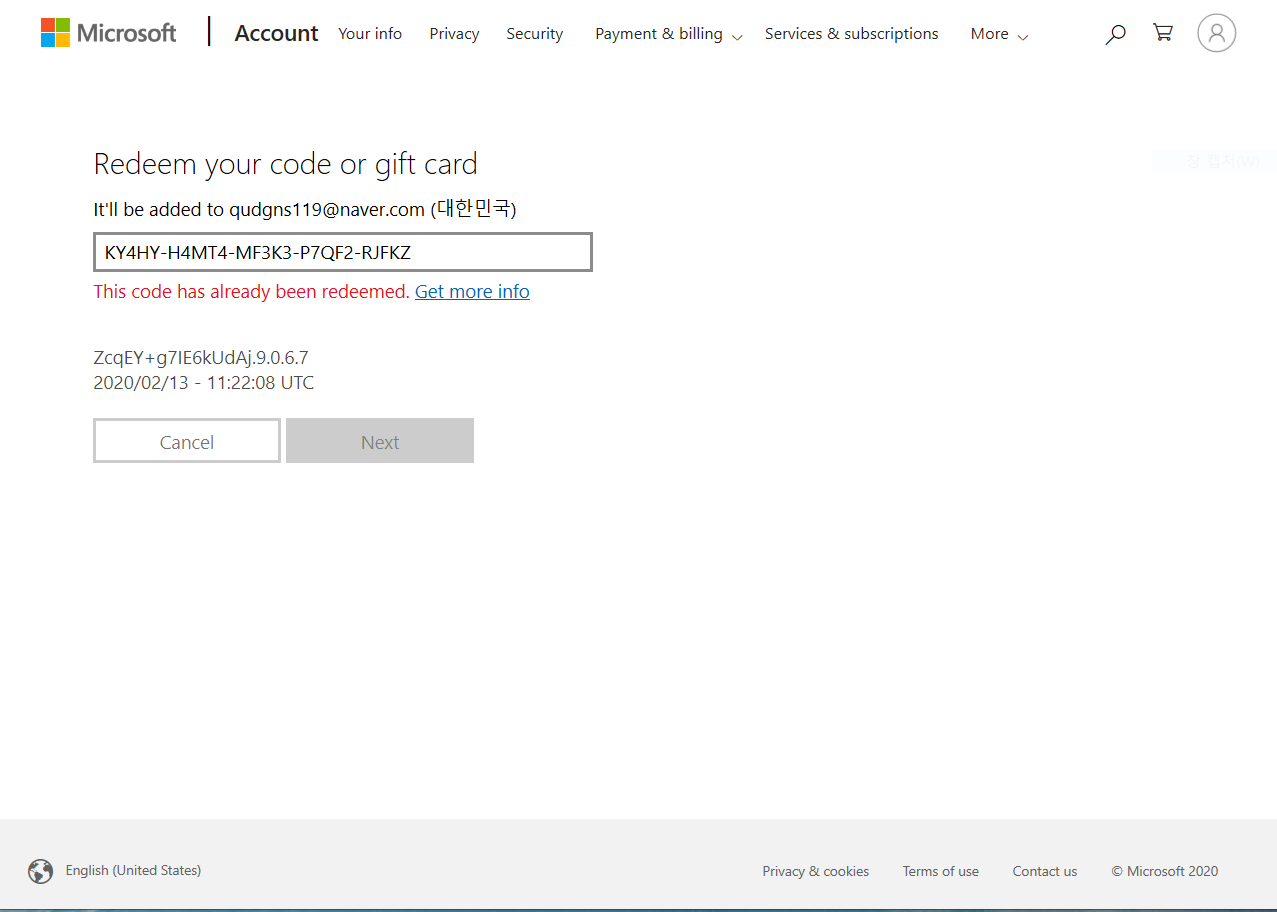 Microsoft Account Your info Privacy Security Payment & billing Services & subscriptions More
Redeem your code or gift card
It'll be added to qudgns119@naver.com (대한민국)
KY4HY-H4MT4-MF3K3-P7QF2-RJFKZ
This code has already been redeemed. Get more info
ZcqEY+g7IE6kUdAj.9.0.6.7
2020/02/13 - 11:22:08 UTC
Cancel Next
English (United States) Privacy & cookies Terms of use Contact us © Microsoft 2020